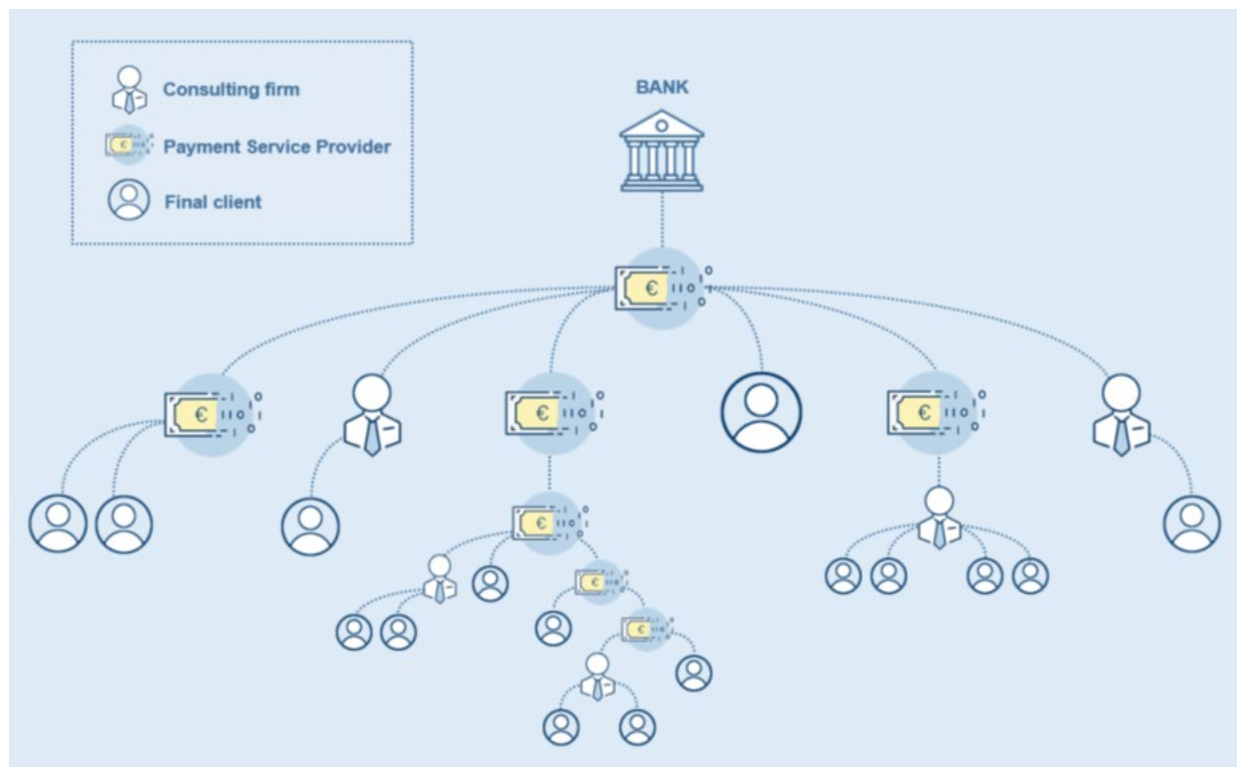 Consulting firm
Payment Service Provider
Final client
BANK
€
€
€
€
€
€
€